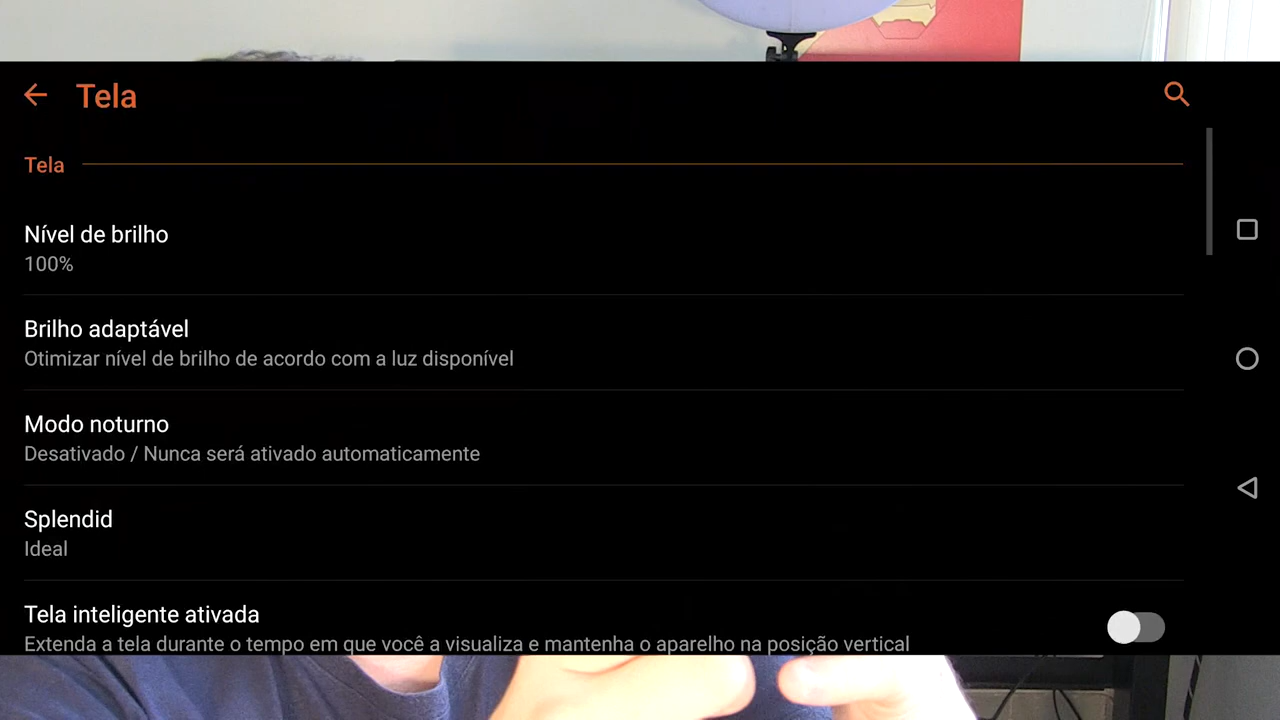 Tela
Tela
Nível de brilho
100%
Brilho adaptável
Otimizar nível de brilho de acordo com a luz disponível
Modo noturno
Desativado / Nunca será ativado automaticamente
Splendid
Ideal
Tela inteligente ativada
Extenda a tela durante o tempo em que você a visualiza e mantenha o aparelho na posição vertical